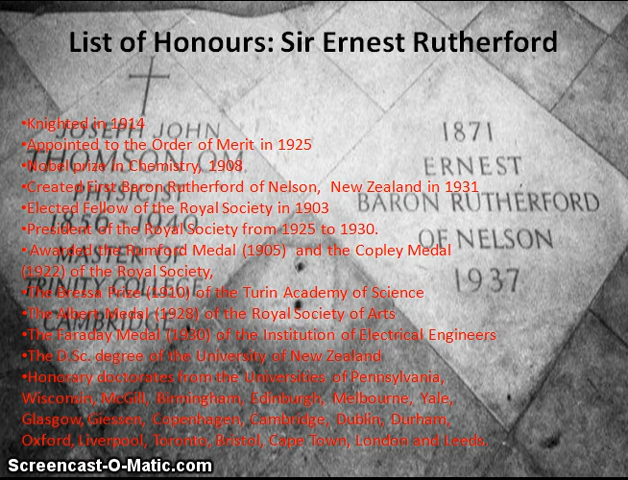 List of Honours: Sir Ernest Rutherford
•Knighted in 1914
•Appointed to the Order of Merit in 1925
•Nobel prize in Chemistry, 1908.
•Created First Baron Rutherford of Nelson, New Zealand in 1931
•Elected Fellow of the Royal Society in 1903
•President of the Royal Society from 1925 to 1930.
• Awarded the Rumford Medal (1905) and the Copley Medal
(1922) of the Royal Society,
•The Bressa Prize (1910) of the Turin Academy of Science
•The Albert Medal (1928) of the Royal Society of Arts
•The Faraday Medal (1930) of the Institution of Electrical Engineers
•The D.Sc. degree of the University of New Zealand
•Honorary doctorates from the Universities of Pennsylvania,
Wisconsin, McGill, Birmingham, Edinburgh, Melbourne, Yale,
Glasgow, Giessen, Copenhagen, Cambridge, Dublin, Durham,
Oxford, Liverpool, Toronto, Bristol, Cape Town, London and Leeds.
JOSEPH JOHN
THOMSON O
1856-1940
MASTER OF
CAMBRIDGE
1871
ERNEST
BARON RUTHERFORD
OF NELSON
1937
Screencast-O-Matic.com